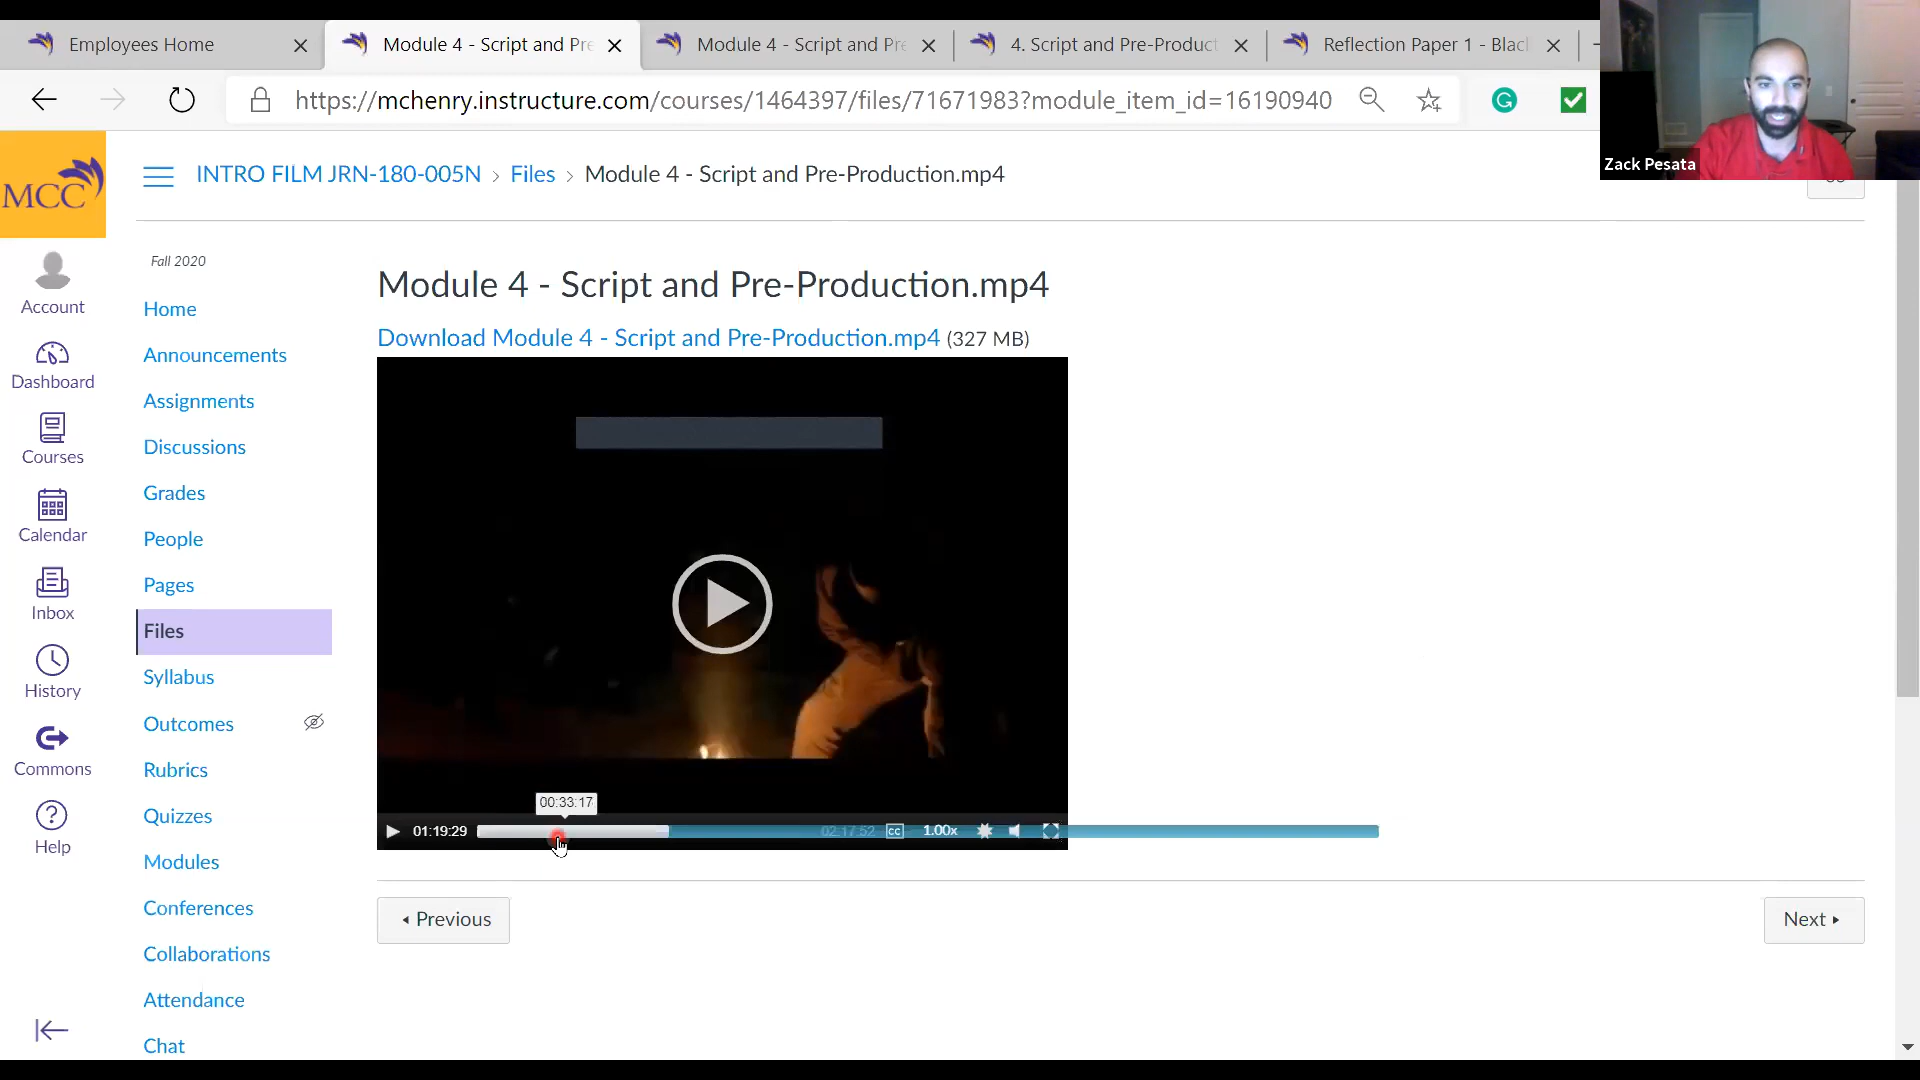 Employees Home
Module 4 - Script and Pre
Module 4 - Script and Pre
4. Script and Pre-Product
Reflection Paper 1 - Blac
https://mchenry.instructure.com/courses/1464397/files/71671983?module_item_id=16190940
Zack Pesata
MCC
INTRO FILM JRN-180-005N › Files › Module 4 - Script and Pre-Production.mp4
Fall 2020
Account
Dashboard
Courses
Calendar
Inbox
History
Commons
Help
Home
Announcements
Assignments
Discussions
Grades
People
Pages
Files
Syllabus
Outcomes
Rubrics
Quizzes
Modules
Conferences
Collaborations
Attendance
Chat
Module 4 - Script and Pre-Production.mp4
Download Module 4 - Script and Pre-Production.mp4 (327 MB)
00:33:17
01:19:29
02:17:52
CC
1.00x
Previous
Next